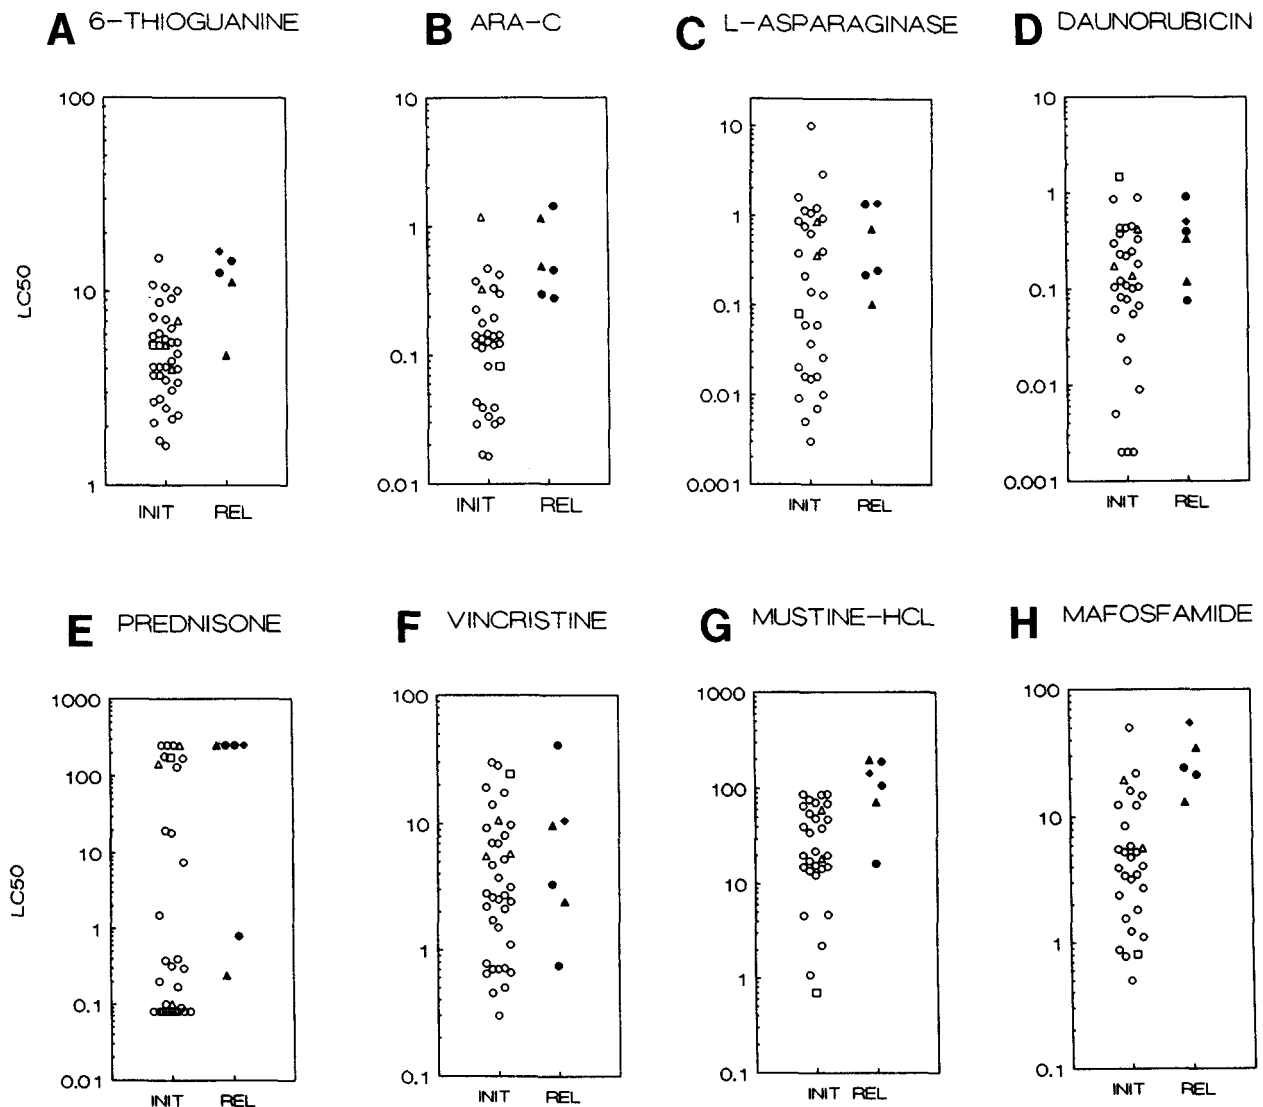 A 6-THIOGUANINE
B ARA-C
C L-ASPARAGINASE
D DAUNORUBICIN
LC50
100
10
1
INIT REL
10
1
0.1
0.01
INIT REL
10
1
0.1
0.01
0.001
INIT REL
10
1
0.1
0.01
0.001
INIT REL
E PREDNISONE
F VINCRISTINE
G MUSTINE-HCL
H MAFOSFAMIDE
LC50
1000
100
10
1
0.1
0.01
INIT REL
100
10
1
0.1
INIT REL
1000
100
10
1
0.1
INIT REL
100
10
1
0.1
INIT REL